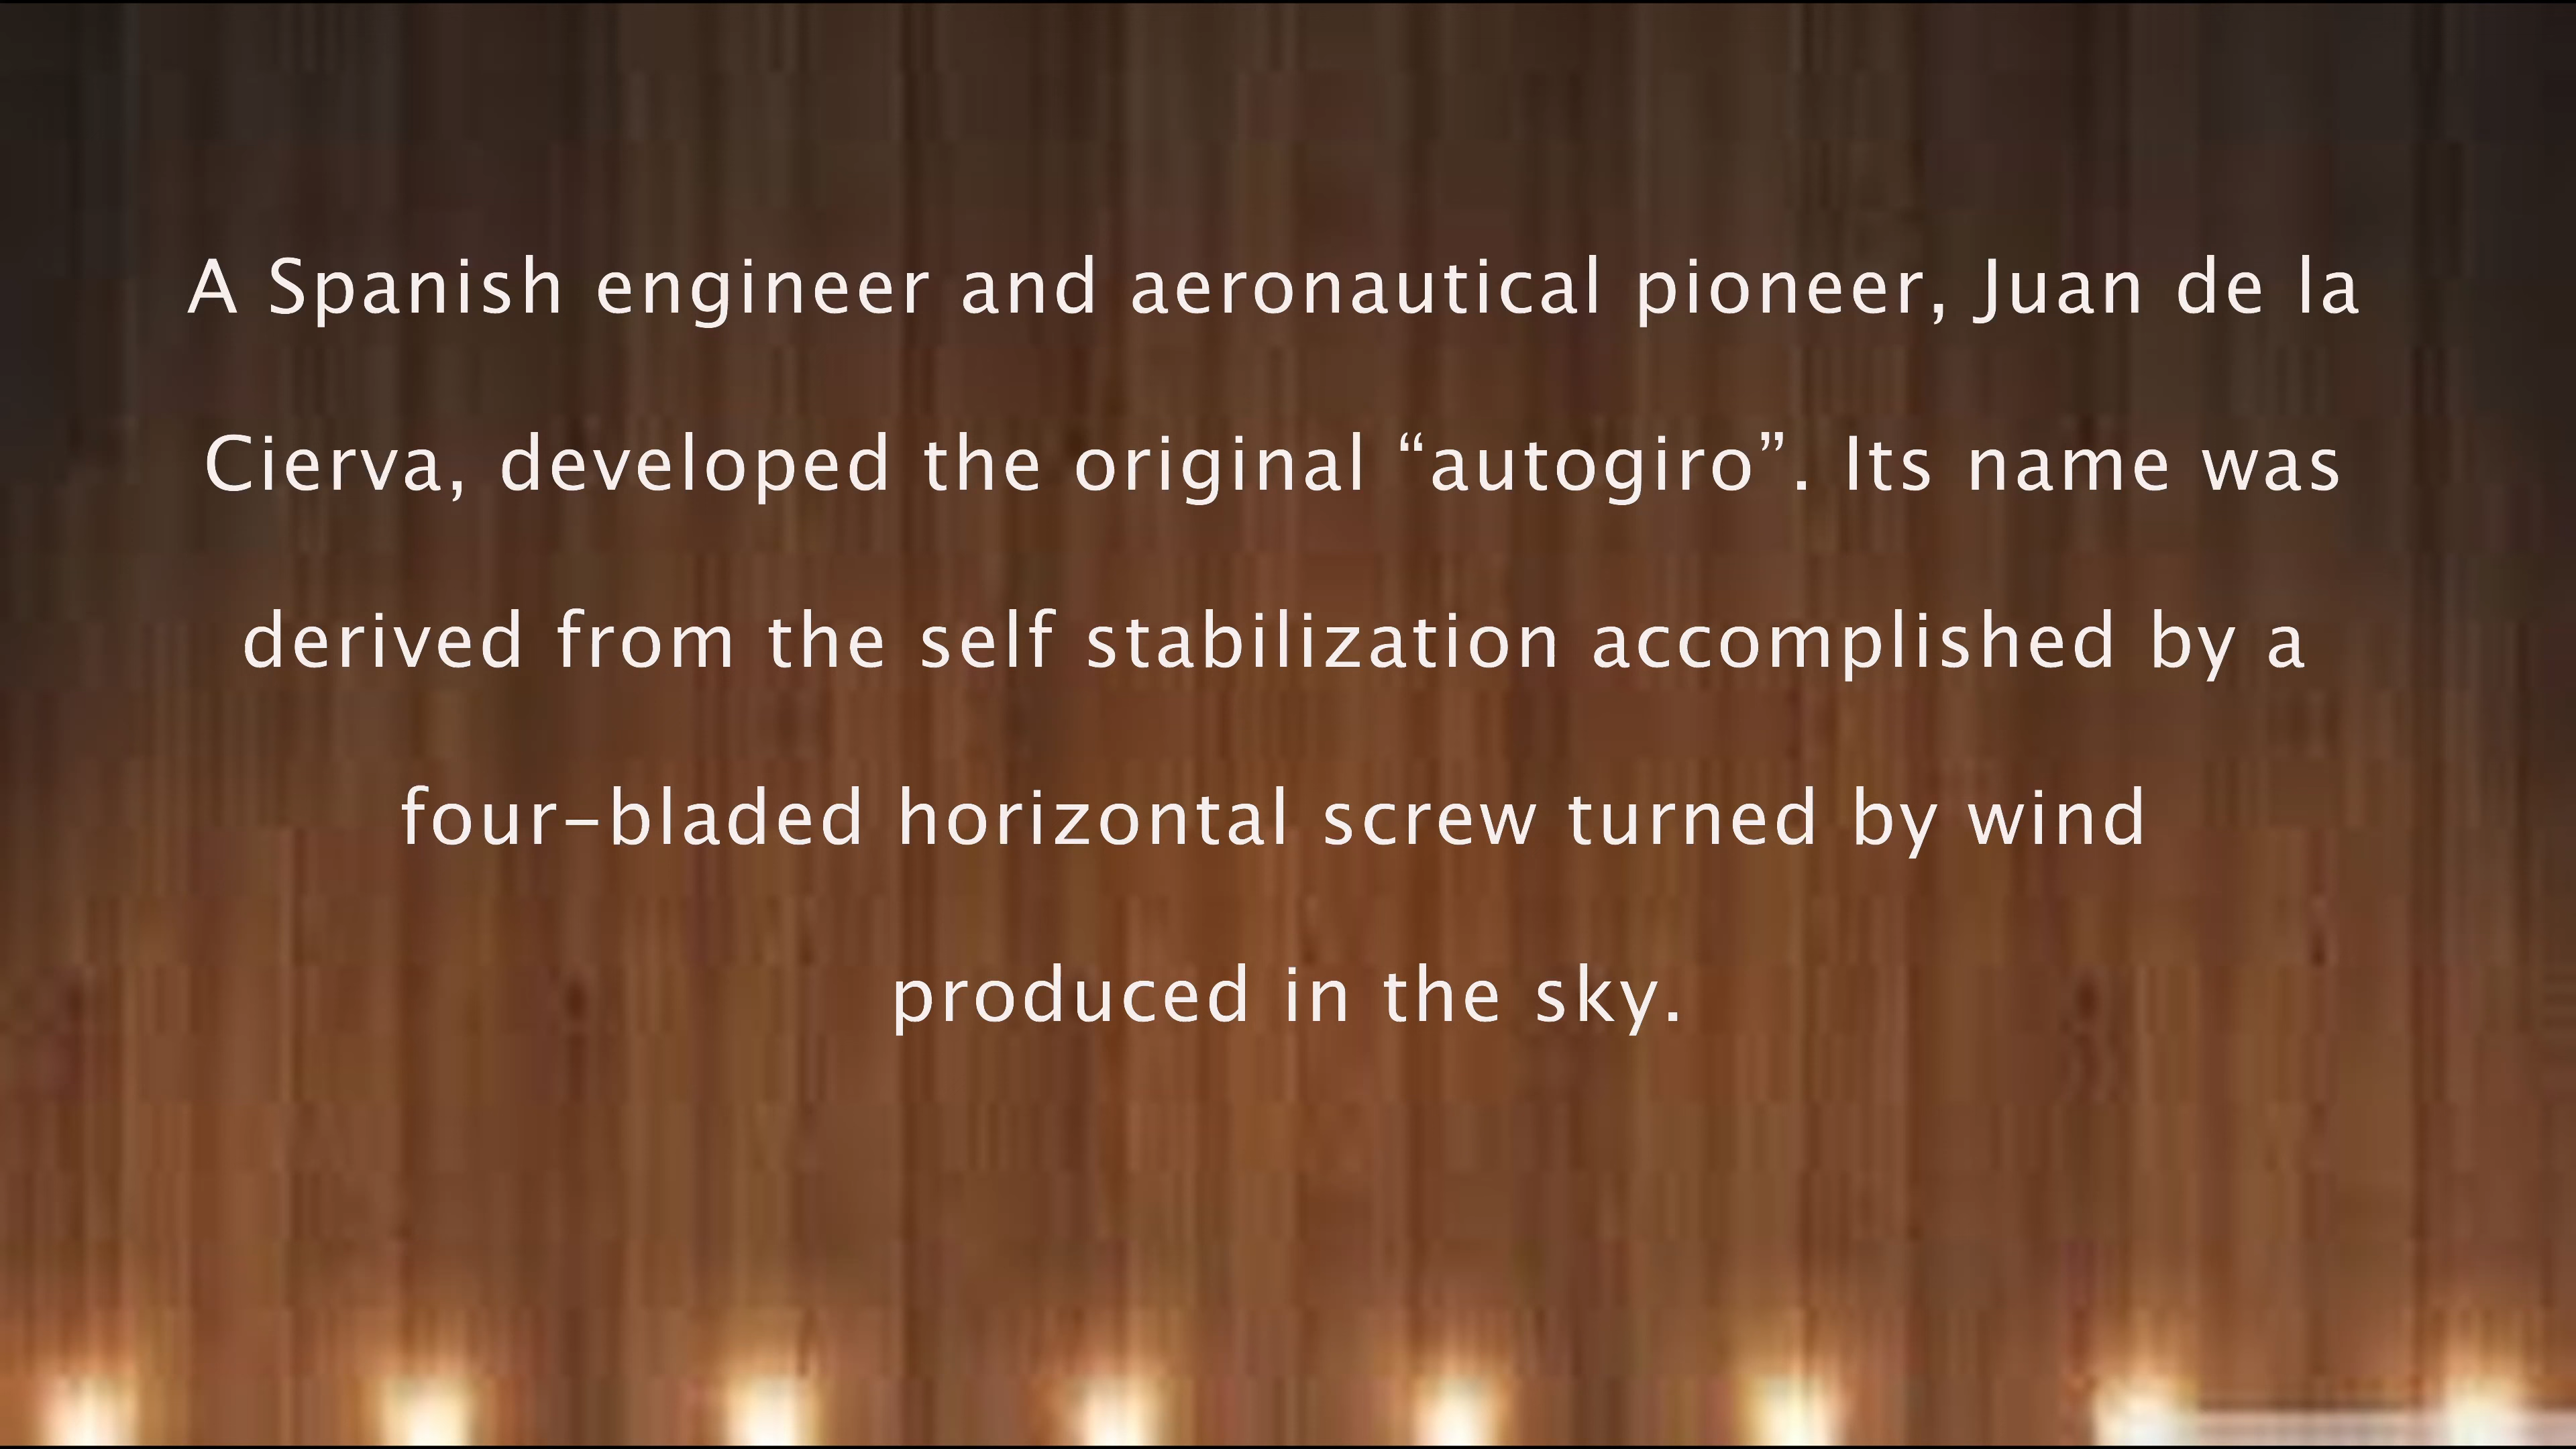 A Spanish engineer and aeronautical pioneer, Juan de la
Cierva, developed the original “autogiro”. Its name was
derived from the self stabilization accomplished by a
four-bladed horizontal screw turned by wind
produced in the sky.